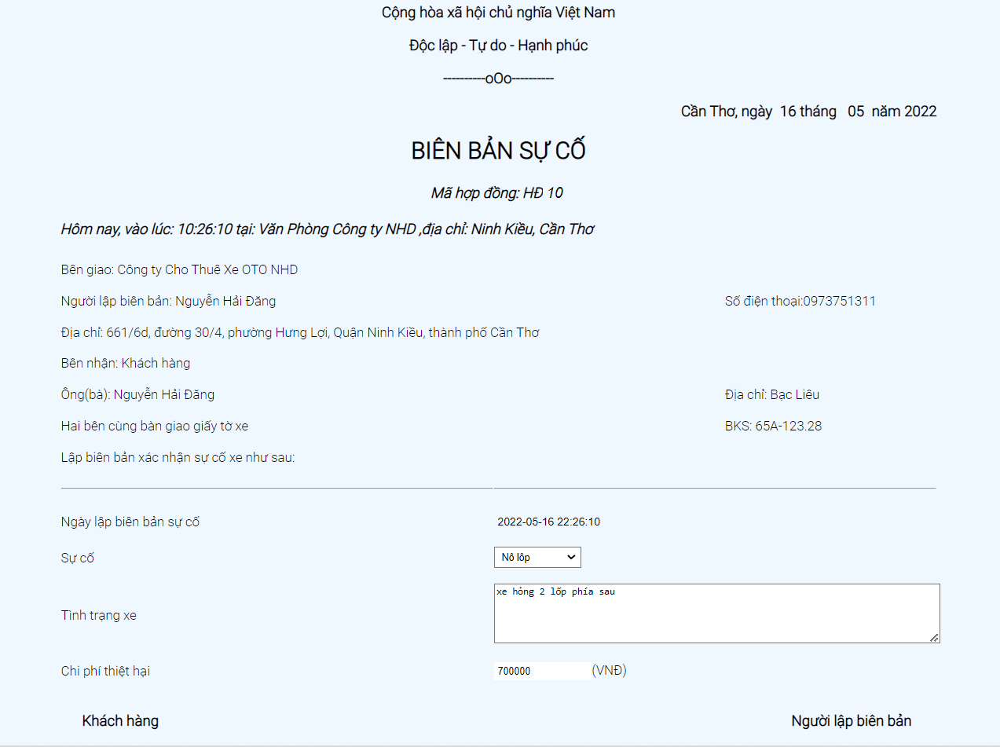 Cộng hòa xã hội chủ nghĩa Việt Nam
Độc lập - Tự do - Hạnh phúc
----------oOo----------
Cần Thơ, ngày 16 tháng 05 năm 2022
BIÊN BẢN SỰ CỐ
Mã hợp đồng: HĐ 10
Hôm nay, vào lúc: 10:26:10 tại: Văn Phòng Công ty NHD ,địa chỉ: Ninh Kiều, Cần Thơ
Bên giao: Công ty Cho Thuê Xe OTO NHD
Người lập biên bản: Nguyễn Hải Đăng Số điện thoại:0973751311
Địa chỉ: 661/6d, đường 30/4, phường Hưng Lợi, Quận Ninh Kiều, thành phố Cần Thơ
Bên nhận: Khách hàng
Ông(bà): Nguyễn Hải Đăng Địa chỉ: Bạc Liêu
Hai bên cùng bàn giao giấy tờ xe BKS: 65A-123.28
Lập biên bản xác nhận sự cố xe như sau:
Ngày lập biên bản sự cố 2022-05-16 22:26:10
Sự cố Nô lôp
Tình trạng xe xe hỏng 2 lốp phía sau
Chi phí thiệt hại 700000 (VNĐ)
Khách hàng Người lập biên bản